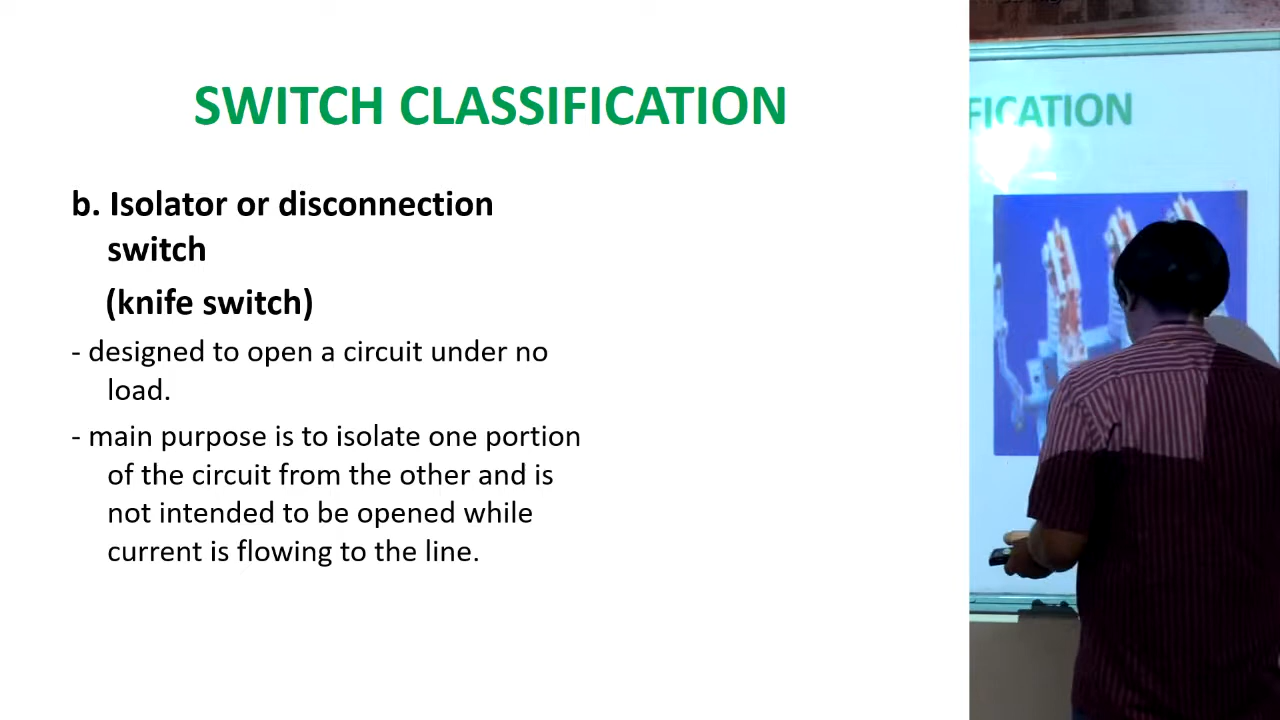 SWITCH CLASSIFICATION
b. Isolator or disconnection
switch
(knife switch)
- designed to open a circuit under no
load.
- main purpose is to isolate one portion
of the circuit from the other and is
not intended to be opened while
current is flowing to the line.
FICATION